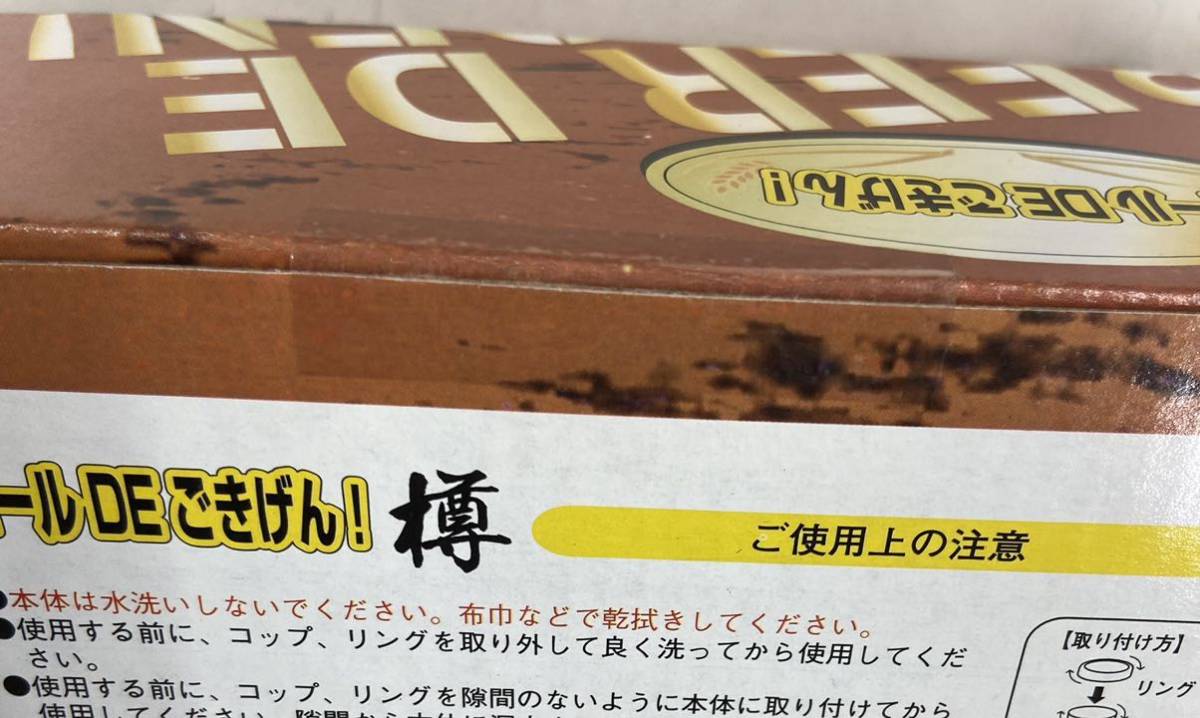 DE
EER
ール DE ごきげん!
ール DE ごきげん! 樽
ご使用上の注意
●本体は水洗いしないでください。布巾などで乾拭きしてください。
●使用する前に、コップ、リングを取り外して良く洗ってから使用してくだ
さい。
●使用する前に、コップ、リングを隙間のないように本体に取り付けてから
【取り付け方】
リング